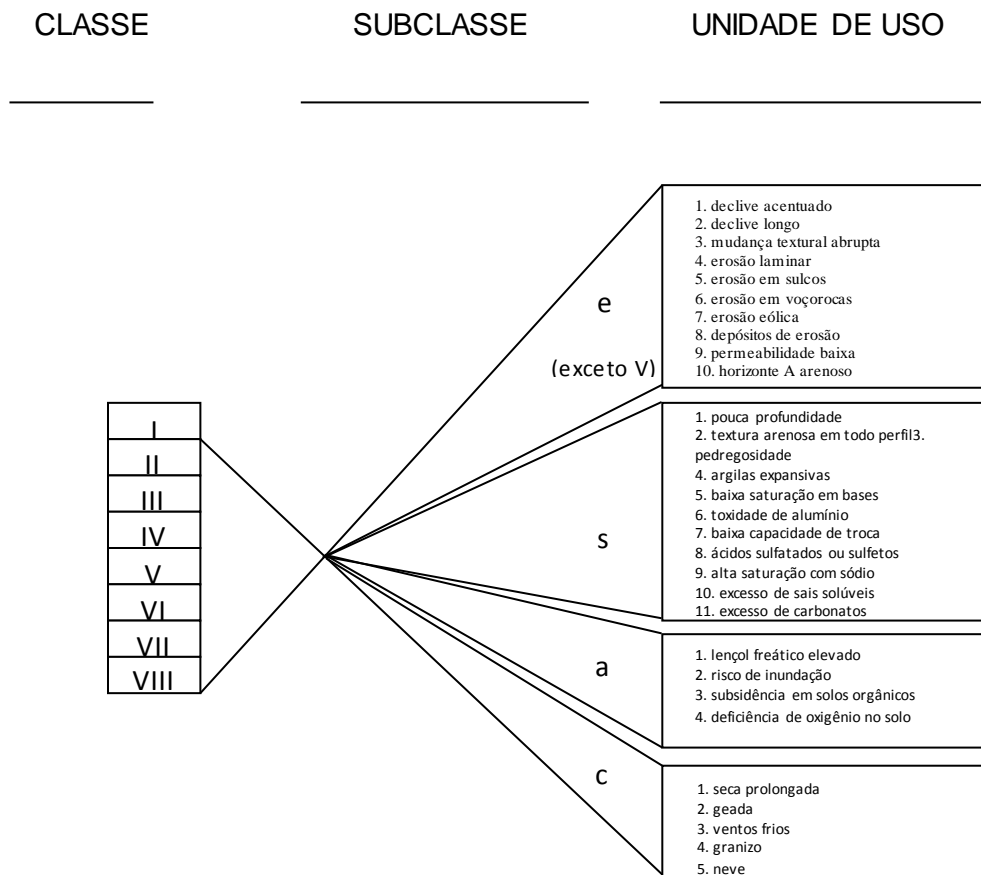 CLASSE
SUBCLASSE
UNIDADE DE USO
I
II
III
IV
V
VI
VII
VIII
e
(exceto V)
1. declive acentuado
2. declive longo
3. mudança textural abrupta
4. erosão laminar
5. erosão em sulcos
6. erosão em voçorocas
7. erosão eólica
8. depósitos de erosão
9. permeabilidade baixa
10. horizonte A arenoso
s
1. pouca profundidade
2. textura arenosa em todo perfil3.
pedregosidade
4. argilas expansivas
5. baixa saturação em bases
6. toxidade de alumínio
7. baixa capacidade de troca
8. ácidos sulfatados ou sulfetos
9. alta saturação com sódio
10. excesso de sais solúveis
11. excesso de carbonatos
a
1. lençol freático elevado
2. risco de inundação
3. subsidência em solos orgânicos
4. deficiência de oxigênio no solo
c
1. seca prolongada
2. geada
3. ventos frios
4. granizo
5. neve